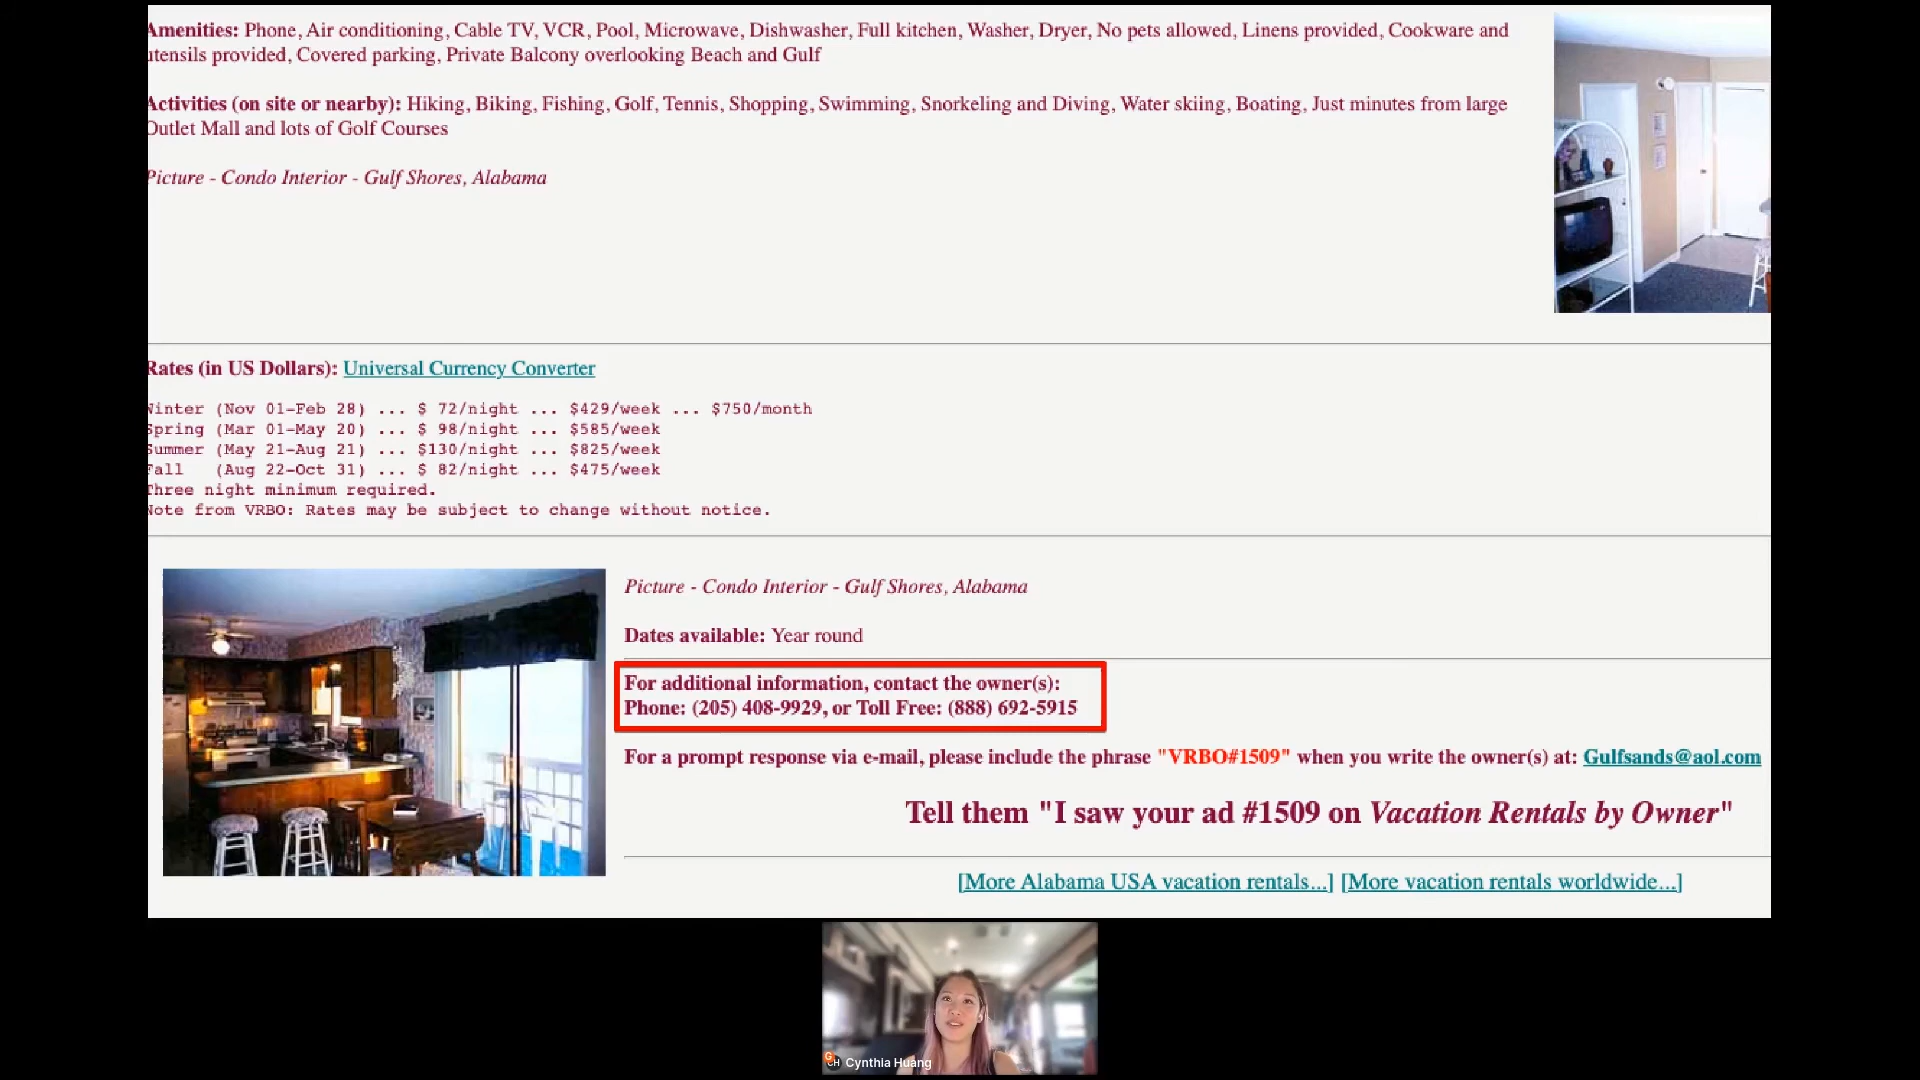 Amenities: Phone, Air conditioning, Cable TV, VCR, Pool, Microwave, Dishwasher, Full kitchen, Washer, Dryer, No pets allowed, Linens provided, Cookware and
utensils provided, Covered parking, Private Balcony overlooking Beach and Gulf
Activities (on site or nearby): Hiking, Biking, Fishing, Golf, Tennis, Shopping, Swimming, Snorkeling and Diving, Water skiing, Boating, Just minutes from large
Outlet Mall and lots of Golf Courses
Picture - Condo Interior - Gulf Shores, Alabama
Rates (in US Dollars): Universal Currency Converter
Winter (Nov 01-Feb 28) ... $ 72/night ... $429/week ... $750/month
Spring (Mar 01-May 20) ... $ 98/night ... $585/week
Summer (May 21-Aug 21) ... $130/night ... $825/week
Fall (Aug 22-Oct 31) ... $ 82/night ... $475/week
Three night minimum required.
Note from VRBO: Rates may be subject to change without notice.
Picture - Condo Interior - Gulf Shores, Alabama
Dates available: Year round
For additional information, contact the owner(s):
Phone: (205) 408-9929, or Toll Free: (888) 692-5915
For a prompt response via e-mail, please include the phrase "VRBO#1509" when you write the owner(s) at: Gulfsands@aol.com
Tell them "I saw your ad #1509 on Vacation Rentals by Owner"
[More Alabama USA vacation rentals...] [More vacation rentals worldwide...]
G CH Cynthia Huang